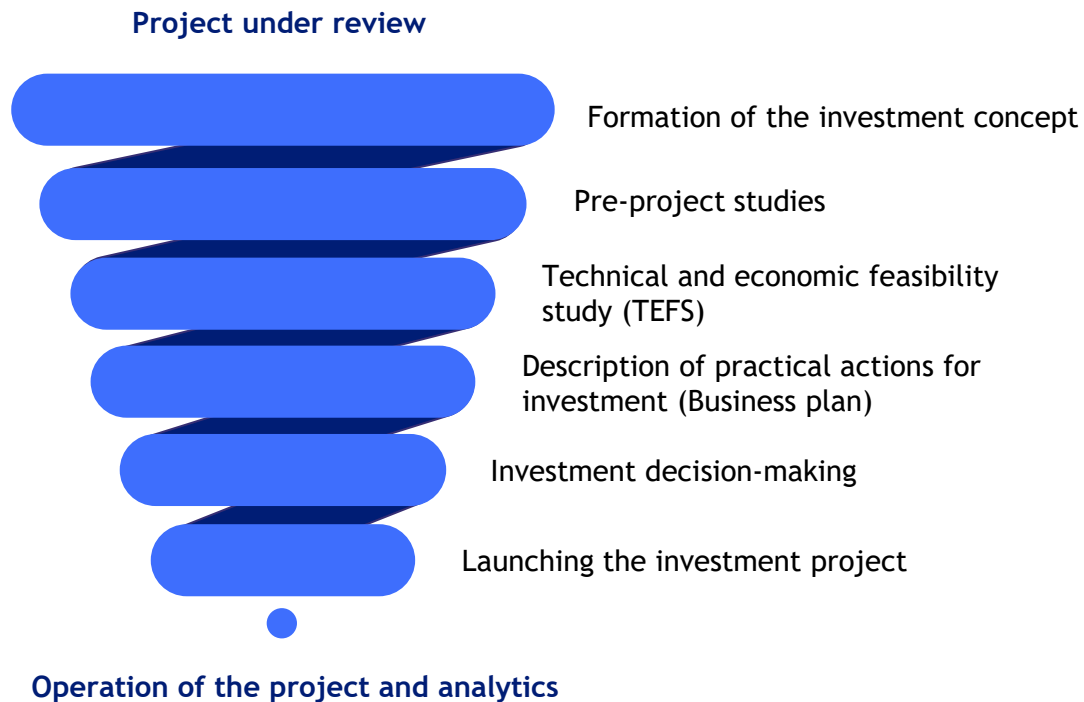 Project under review
Formation of the investment concept
Pre-project studies
Technical and economic feasibility
study (TEFS)
Description of practical actions for
investment (Business plan)
Investment decision-making
Launching the investment project
Operation of the project and analytics